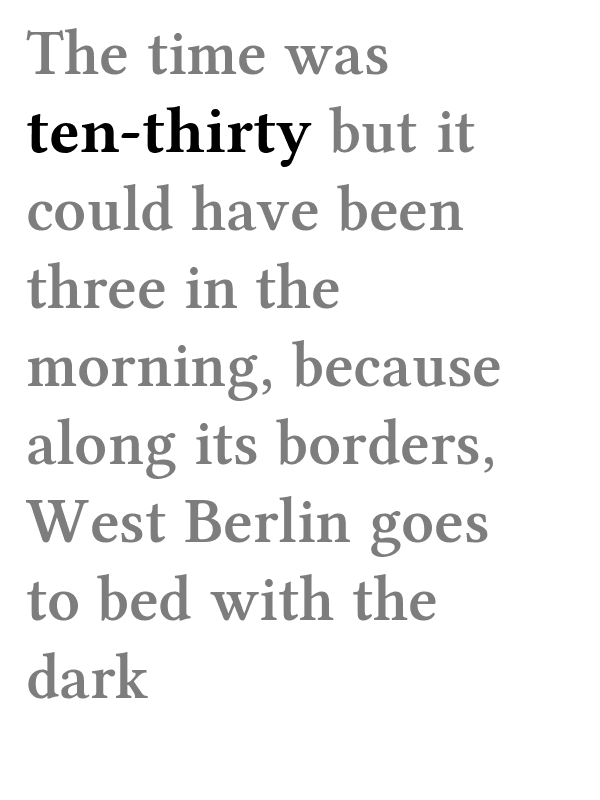 The time was
ten-thirty but it
could have been
three in the
morning, because
along its borders,
West Berlin goes
to bed with the
dark